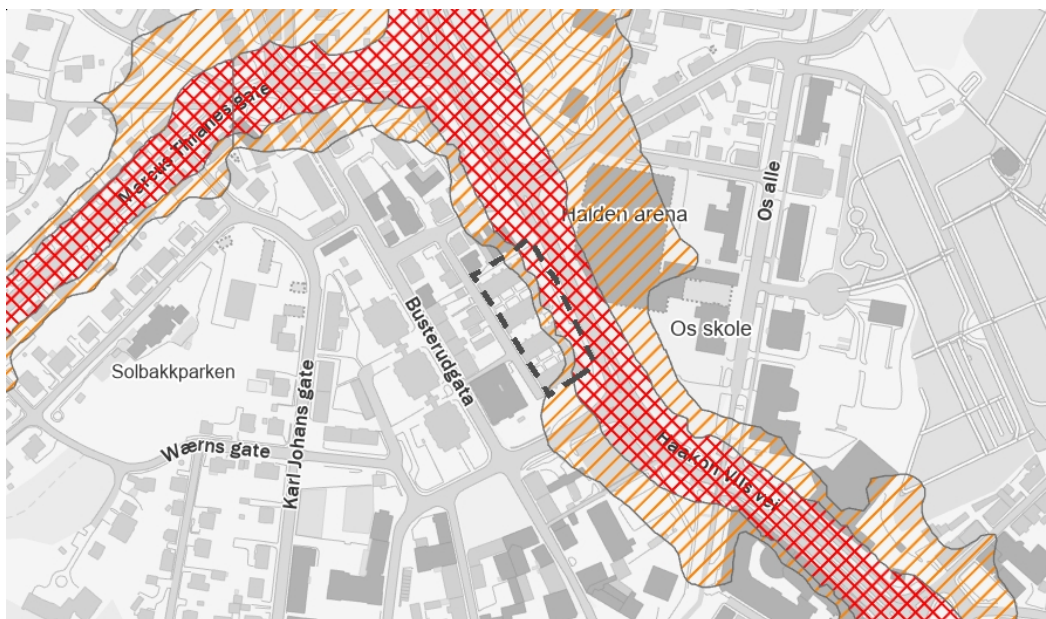 Marcus Thranes gate
Halden arena
Os alle
Busterudgata
Os skole
Solbakkparken
Karl Johans gate
Wærns gate
Haakon VIIs vei